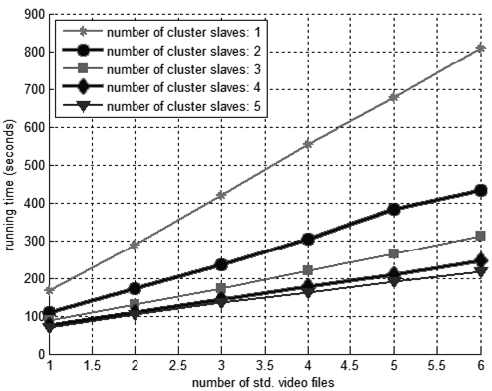 900
800
700
600
500
400
300
200
100
0
running time (seconds)
number of cluster slaves: 1
number of cluster slaves: 2
number of cluster slaves: 3
number of cluster slaves: 4
number of cluster slaves: 5
1 1.5 2 2.5 3 3.5 4 4.5 5 5.5 6
number of std. video files